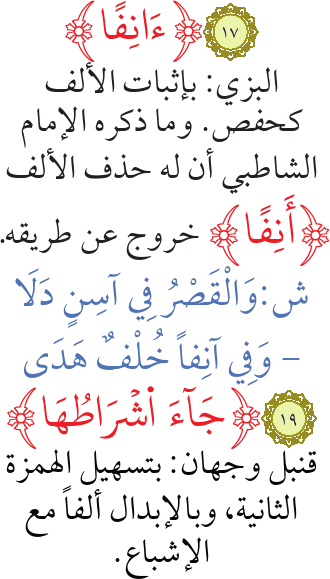 ١٧ ﴿ءَانِفًا﴾
البزي: بإثبات الألف
كحفص. وما ذكره الإمام
الشاطبي أن له حذف الألف
﴿أَنِفًا﴾ خروج عن طريقه.
ش: وَالْقَصْرُ فِي آسِنٍ دَلَا
– وَفِي آنِفاً خُلْفٌ هَدَى
١٩ ﴿جَآءَ اَشْرَاطُهَا﴾
قنبل وجهان: بتسهيل الهمزة
الثانية، وبالإبدال ألفاً مع
الإشباع.